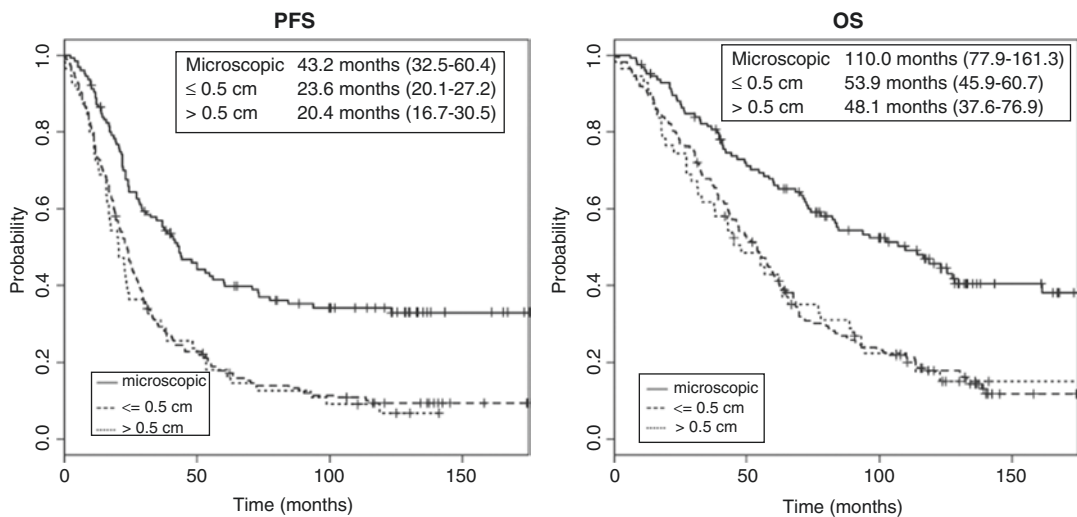 PFS
Microscopic 43.2 months (32.5-60.4)
≤ 0.5 cm 23.6 months (20.1-27.2)
> 0.5 cm 20.4 months (16.7-30.5)
1.0
0.8
0.6
0.4
0.2
0.0
Probability
microscopic
<= 0.5 cm
> 0.5 cm
0 50 100 150
Time (months)
OS
Microscopic 110.0 months (77.9-161.3)
≤ 0.5 cm 53.9 months (45.9-60.7)
> 0.5 cm 48.1 months (37.6-76.9)
1.0
0.8
0.6
0.4
0.2
0.0
Probability
microscopic
<= 0.5 cm
> 0.5 cm
0 50 100 150
Time (months)